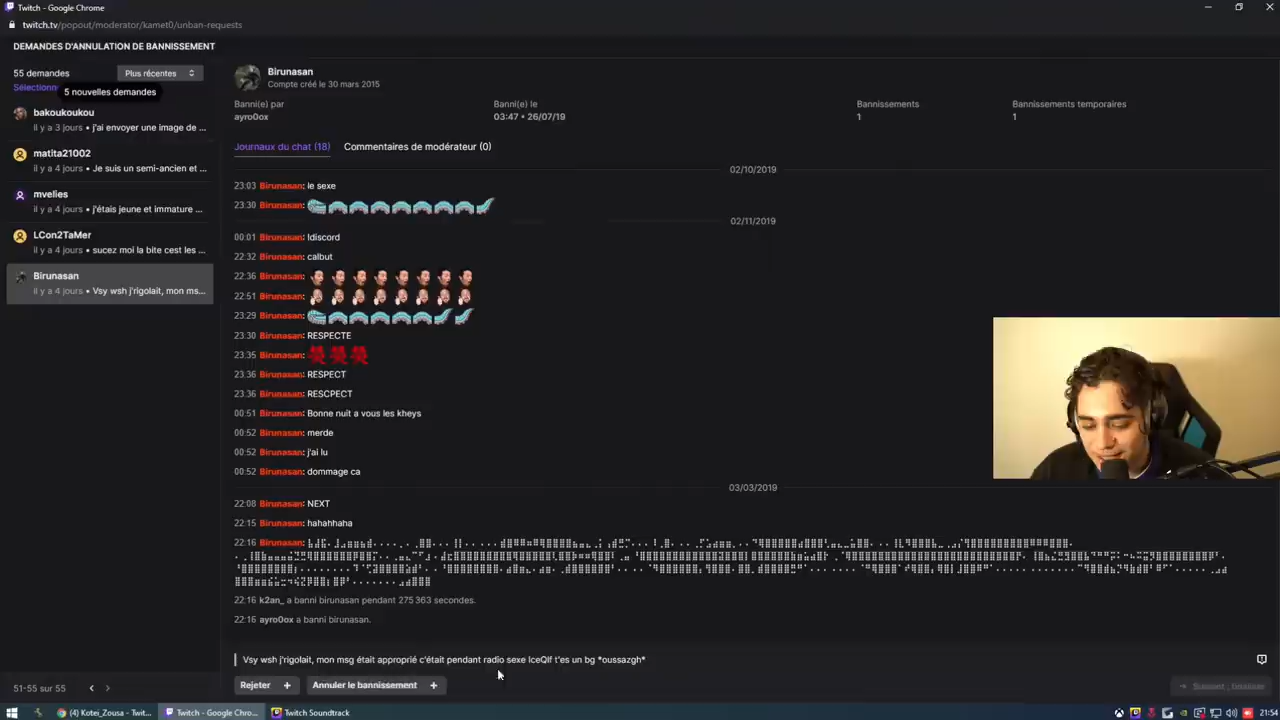 Twitch - Google Chrome
twitch.tv/popout/moderator/kamet0/unban-requests
DEMANDES D'ANNULATION DE BANNISSEMENT
55 demandes
Plus récentes
Sélectionn
5 nouvelles demandes
bakoukoukou
il y a 3 jours • j'ai envoyer une image de ...
matita21002
il y a 4 jours • Je suis un semi-ancien et ...
mvelies
il y a 4 jours • j'étais jeune et immature ...
LCon2TaMer
il y a 4 jours • sucez moi la bite cest les ...
Birunasan
il y a 4 jours • Vsy wsh j'rigolait, mon ms...
51-55 sur 55
Birunasan
Compte créé le 30 mars 2015
Banni(e) par
ayro0ox
Banni(e) le
03:47 • 26/07/19
Bannissements
1
Bannissements temporaires
1
Journaux du chat (18)
Commentaires de modérateur (0)
02/10/2019
23:03 Birunasan: le sexe
23:30 Birunasan:
02/11/2019
00:01 Birunasan: !discord
22:32 Birunasan: calbut
22:36 Birunasan:
22:51 Birunasan:
23:29 Birunasan:
23:30 Birunasan: RESPECTE
23:35 Birunasan:
23:36 Birunasan: RESPECT
23:36 Birunasan: RESCPECT
00:51 Birunasan: Bonne nuit a vous les kheys
00:52 Birunasan: merde
00:52 Birunasan: j'ai lu
00:52 Birunasan: dommage ca
03/03/2019
22:08 Birunasan: NEXT
22:15 Birunasan: hahahhaha
22:16 Birunasan:
22:16 k2an_ a banni birunasan pendant 275 363 secondes.
22:16 ayro0ox a banni birunasan.
Vsy wsh j'rigolait, mon msg était approprié c'était pendant radio sexe IceQlf t'es un bg *oussazgh*
Rejeter +
Annuler le bannissement +
(4) Kotei_Zousa - Twit...
Twitch - Google Chro...
Twitch Soundtrack
21:54